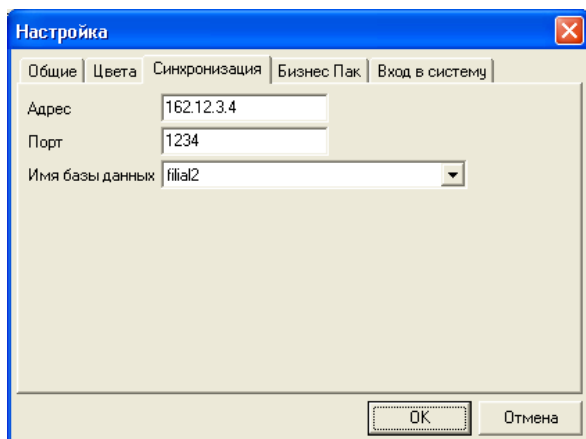 Настройка
Общие Цвета Синхронизация Бизнес Пак Вход в систему
Адрес 162.12.3.4
Порт 1234
Имя базы данных filial2
OK Отмена